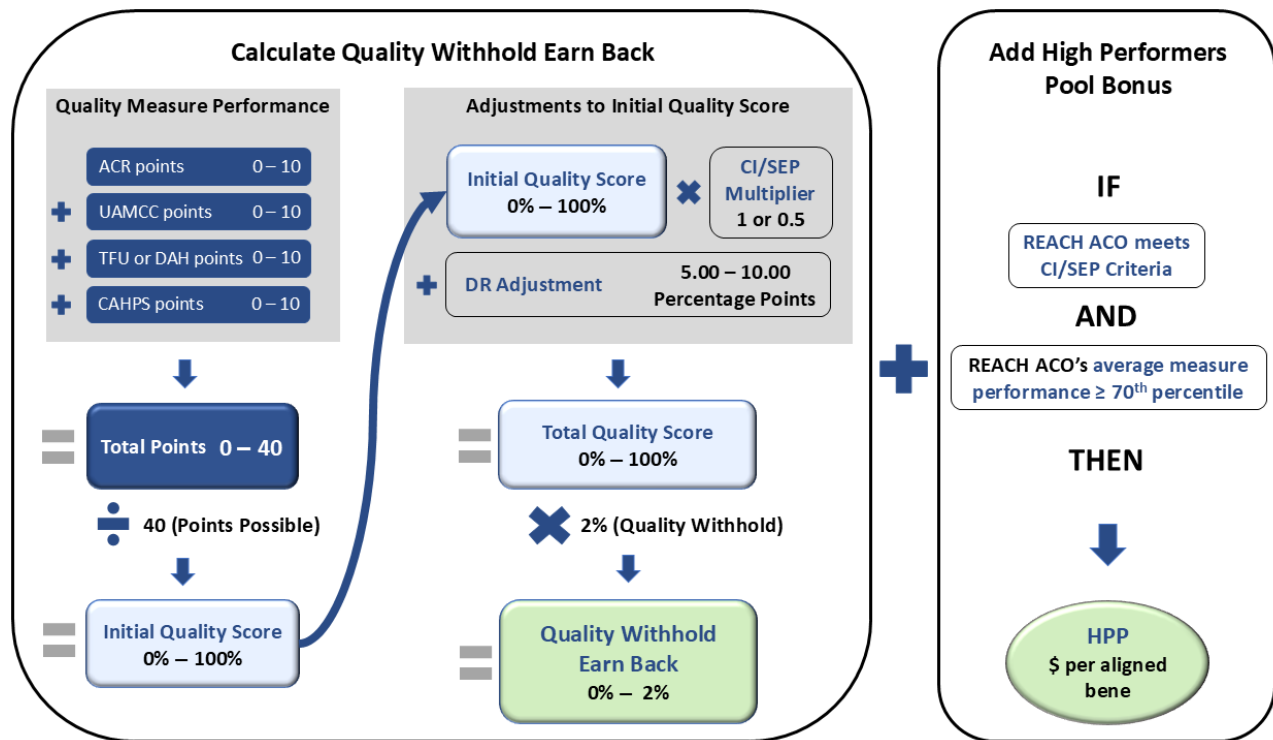 Calculate Quality Withhold Earn Back
Quality Measure Performance
ACR points 0 – 10
+ UAMCC points 0 – 10
+ TFU or DAH points 0 – 10
+ CAHPS points 0 – 10
= Total Points 0 – 40
÷ 40 (Points Possible)
= Initial Quality Score
0% – 100%
Adjustments to Initial Quality Score
Initial Quality Score
0% – 100%
×
CI/SEP
Multiplier
1 or 0.5
+ DR Adjustment
5.00 – 10.00
Percentage Points
= Total Quality Score
0% – 100%
× 2% (Quality Withhold)
= Quality Withhold
Earn Back
0% – 2%
+
Add High Performers
Pool Bonus
IF
REACH ACO meets
CI/SEP Criteria
AND
REACH ACO’s average measure
performance ≥ 70th percentile
THEN
HPP
$ per aligned
bene